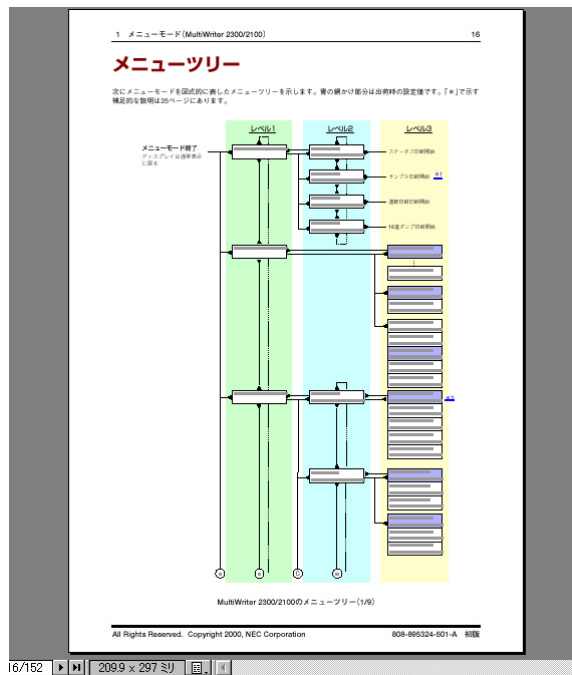 1 メニューモード(MultiWriter 2300/2100)
16
メニューツリー
次にメニューモードを図式的に表したメニューツリーを示します。青の網かけ部分は出荷時の設定値です。「*」で示す
補足的な説明は25ページにあります。
レベル1
レベル2
レベル3
メニューモード終了
ディスプレイは通常表示
に戻る
ステータス印刷開始
サンプル印刷開始
*1
連続印刷印刷開始
16進ダンプ印刷開始
*2
MultiWriter 2300/2100のメニューツリー(1/9)
All Rights Reserved. Copyright 2000, NEC Corporation
808-895324-501-A 初版
16/152
209.9 x 297 ミリ